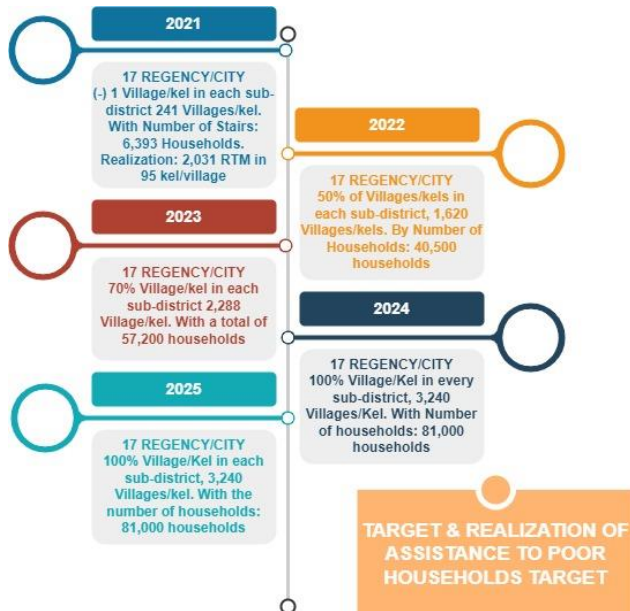 2021
17 REGENCY/CITY
(-) 1 Village/kel in each sub-
district 241 Villages/kel.
With Number of Stairs:
6,393 Households.
Realization: 2,031 RTM in
95 kel/village
2022
17 REGENCY/CITY
50% of Villages/kels in
each sub-district, 1,620
Villages/kels. By Number of
Households: 40,500
households
2023
17 REGENCY/CITY
70% Village/kel in each
sub-district 2,288
Village/kel. With a total of
57,200 households
2024
17 REGENCY/CITY
100% Village/Kel in every
sub-district, 3,240
Villages/Kel. With Number
of households: 81,000
households
2025
17 REGENCY/CITY
100% Village/Kel in each
sub-district, 3,240
Villages/kel. With the
number of households:
81,000 households
TARGET & REALIZATION OF
ASSISTANCE TO POOR
HOUSEHOLDS TARGET